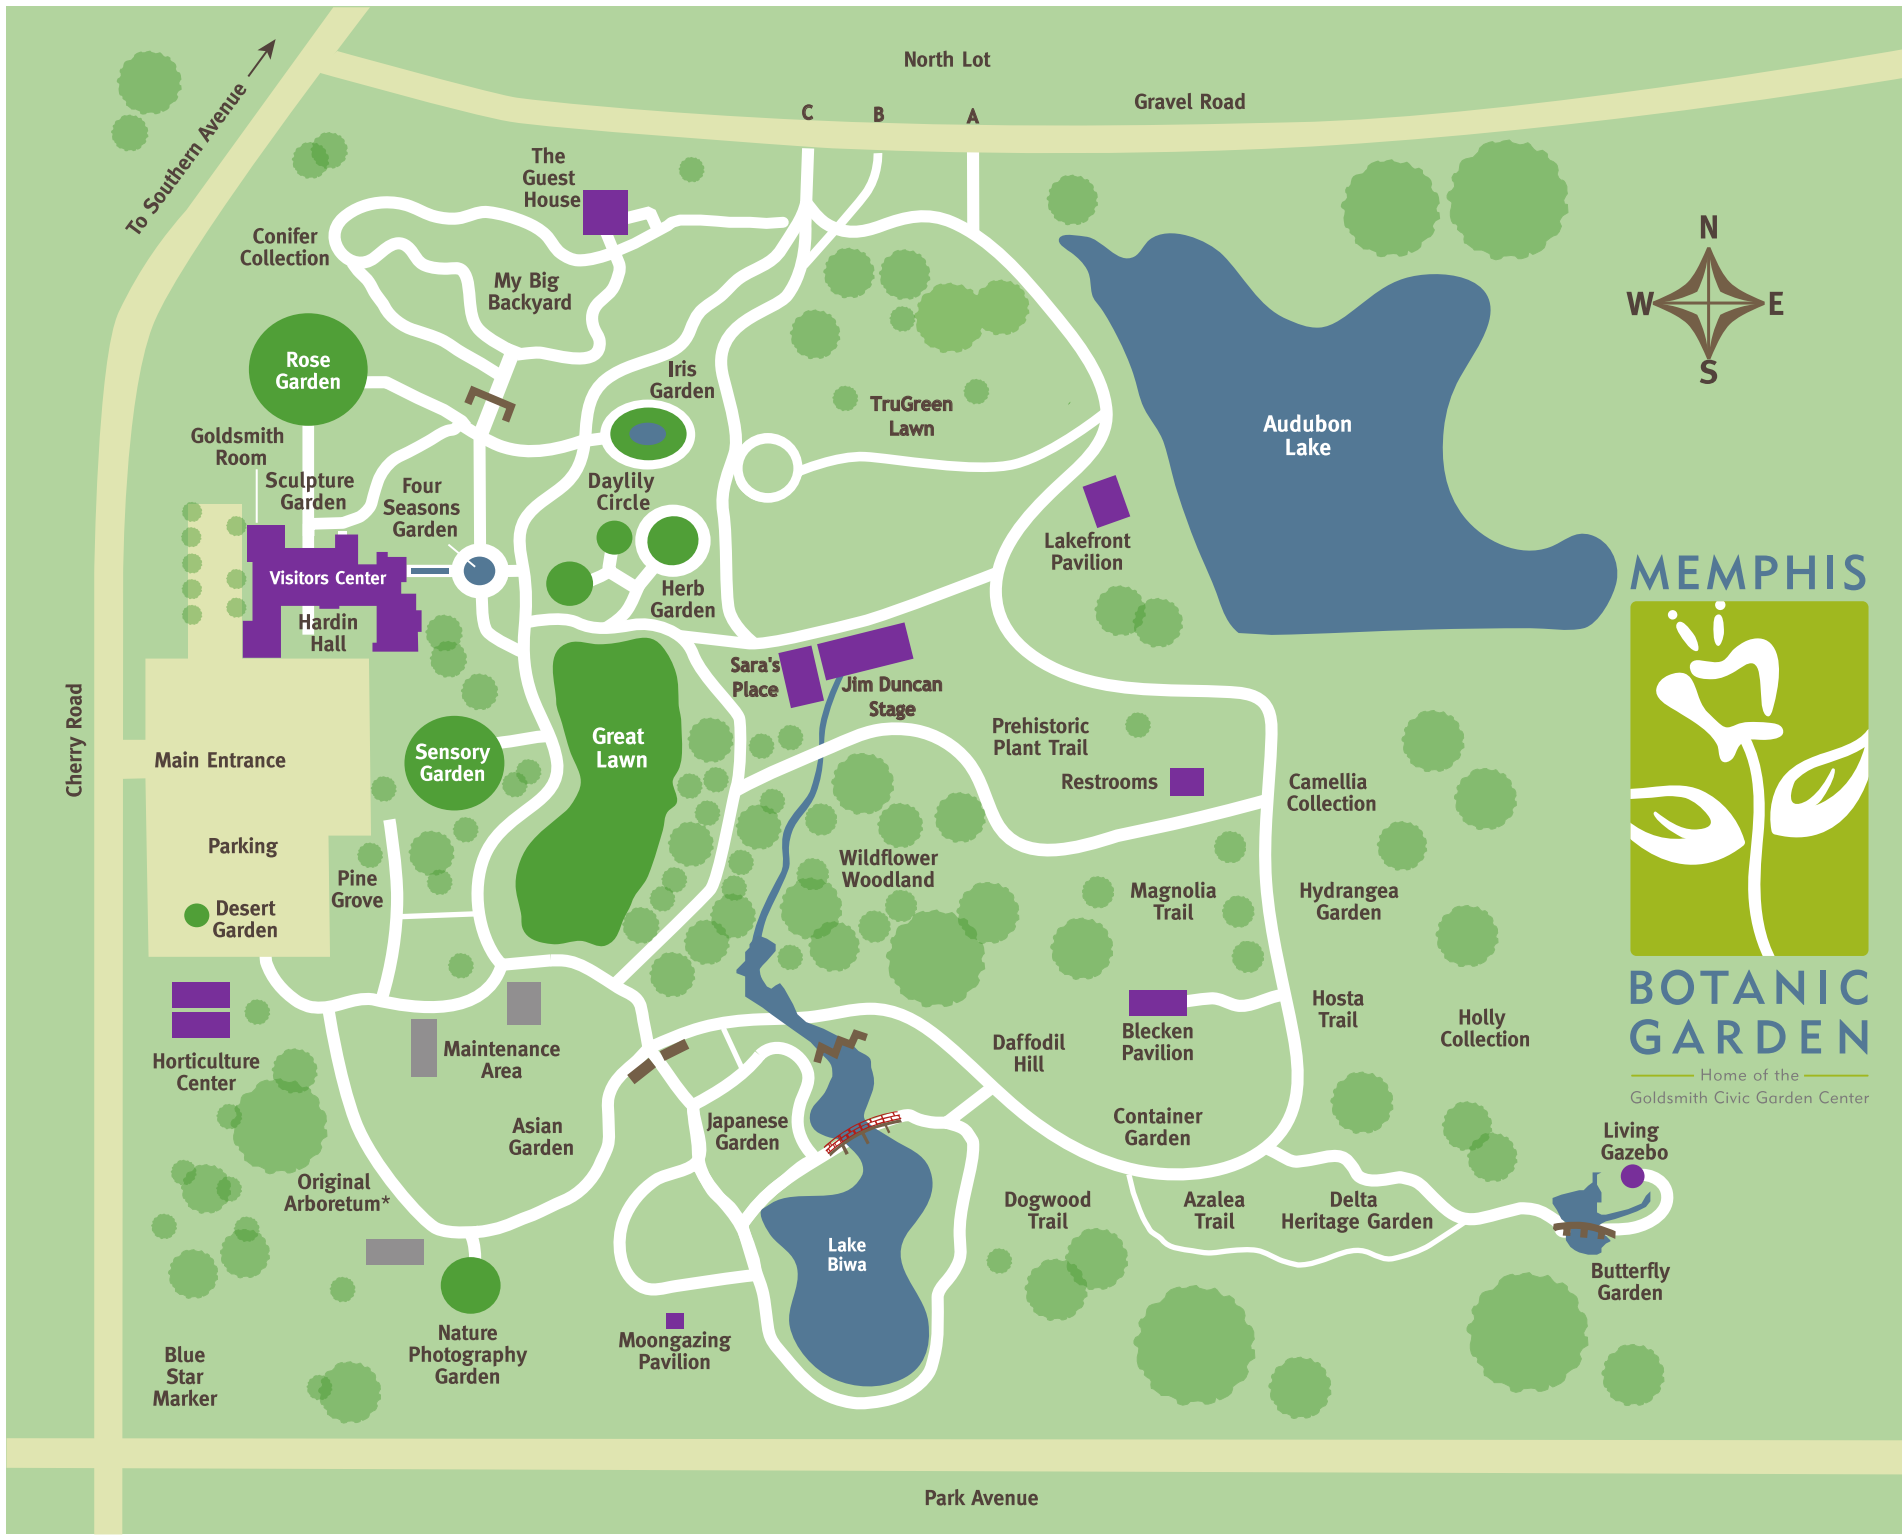 North Lot
Gravel Road
To Southern Avenue
C
B
A
The
Guest
House
Conifer
Collection
My Big
Backyard
N
W
E
S
Rose
Garden
Iris
Garden
TruGreen
Lawn
Audubon
Lake
Goldsmith
Room
Sculpture
Garden
Four
Seasons
Garden
Daylily
Circle
Lakefront
Pavilion
Visitors Center
Hardin
Hall
Herb
Garden
MEMPHIS
BOTANIC
GARDEN
Home of the
Goldsmith Civic Garden Center
Sara's
Place
Jim Duncan
Stage
Cherry Road
Main Entrance
Sensory
Garden
Great
Lawn
Prehistoric
Plant Trail
Restrooms
Camellia
Collection
Parking
Pine
Grove
Desert
Garden
Wildflower
Woodland
Magnolia
Trail
Hydrangea
Garden
Horticulture
Center
Maintenance
Area
Daffodil
Hill
Blecken
Pavilion
Hosta
Trail
Holly
Collection
Asian
Garden
Japanese
Garden
Container
Garden
Living
Gazebo
Original
Arboretum*
Dogwood
Trail
Azalea
Trail
Delta
Heritage Garden
Lake
Biwa
Butterfly
Garden
Nature
Photography
Garden
Moongazing
Pavilion
Blue
Star
Marker
Park Avenue